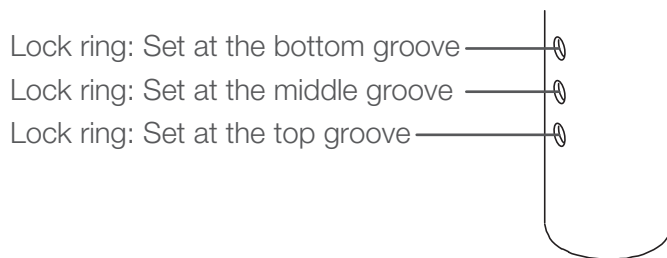 Lock ring: Set at the bottom groove
Lock ring: Set at the middle groove
Lock ring: Set at the top groove